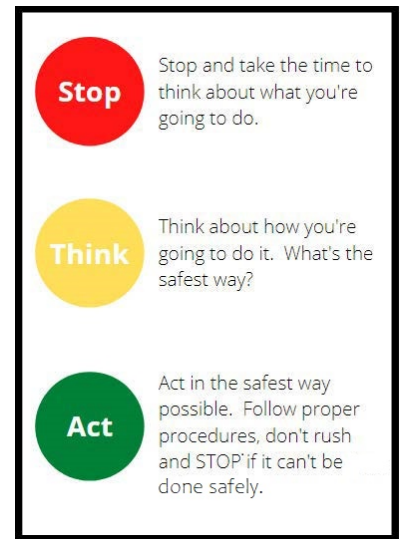 Stop
Stop and take the time to
think about what you're
going to do.
Think
Think about how you're
going to do it. What's the
safest way?
Act
Act in the safest way
possible. Follow proper
procedures, don't rush
and STOP if it can't be
done safely.